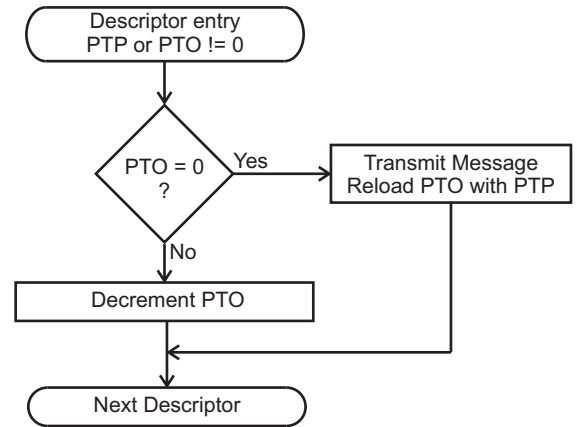 Descriptor entry
PTP or PTO != 0
PTO = 0
?
Yes
Transmit Message
Reload PTO with PTP
No
Decrement PTO
Next Descriptor